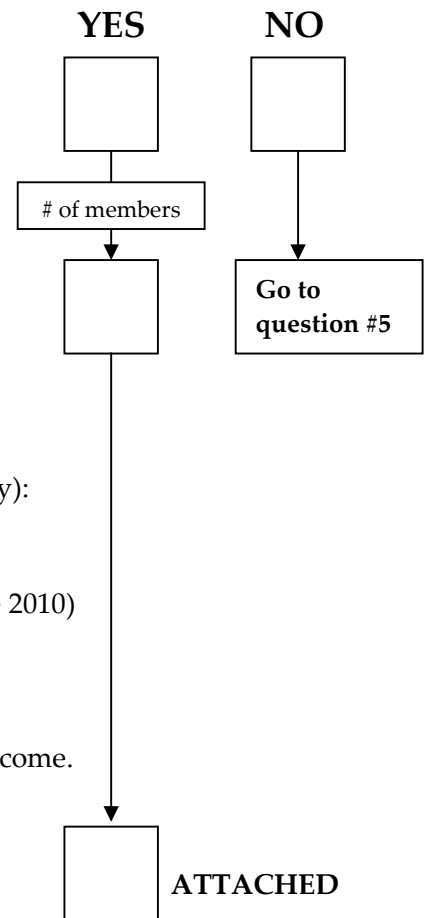 YES NO
# of members
Go to
question #5
y):
2010)
come.
ATTACHED